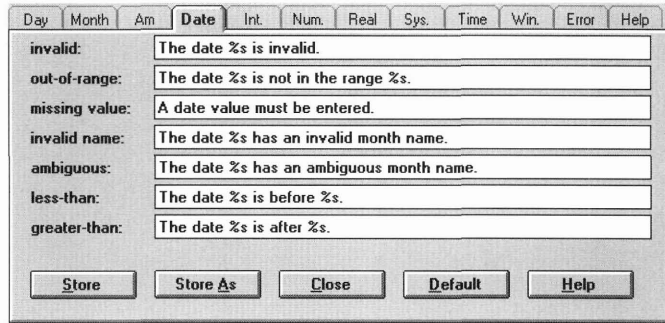 Day Month Am Date Int. Num. Real Sys. Time Win. Error Help
invalid: The date %s is invalid.
out-of-range: The date %s is not in the range %s.
missing value: A date value must be entered.
invalid name: The date %s has an invalid month name.
ambiguous: The date %s has an ambiguous month name.
less-than: The date %s is before %s.
greater-than: The date %s is after %s.
Store Store As Close Default Help